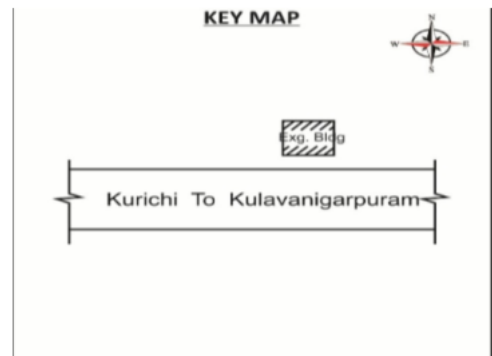 KEY MAP
N
W E
S
Exg. Bldg
Kurichi To Kulavanigarpuram